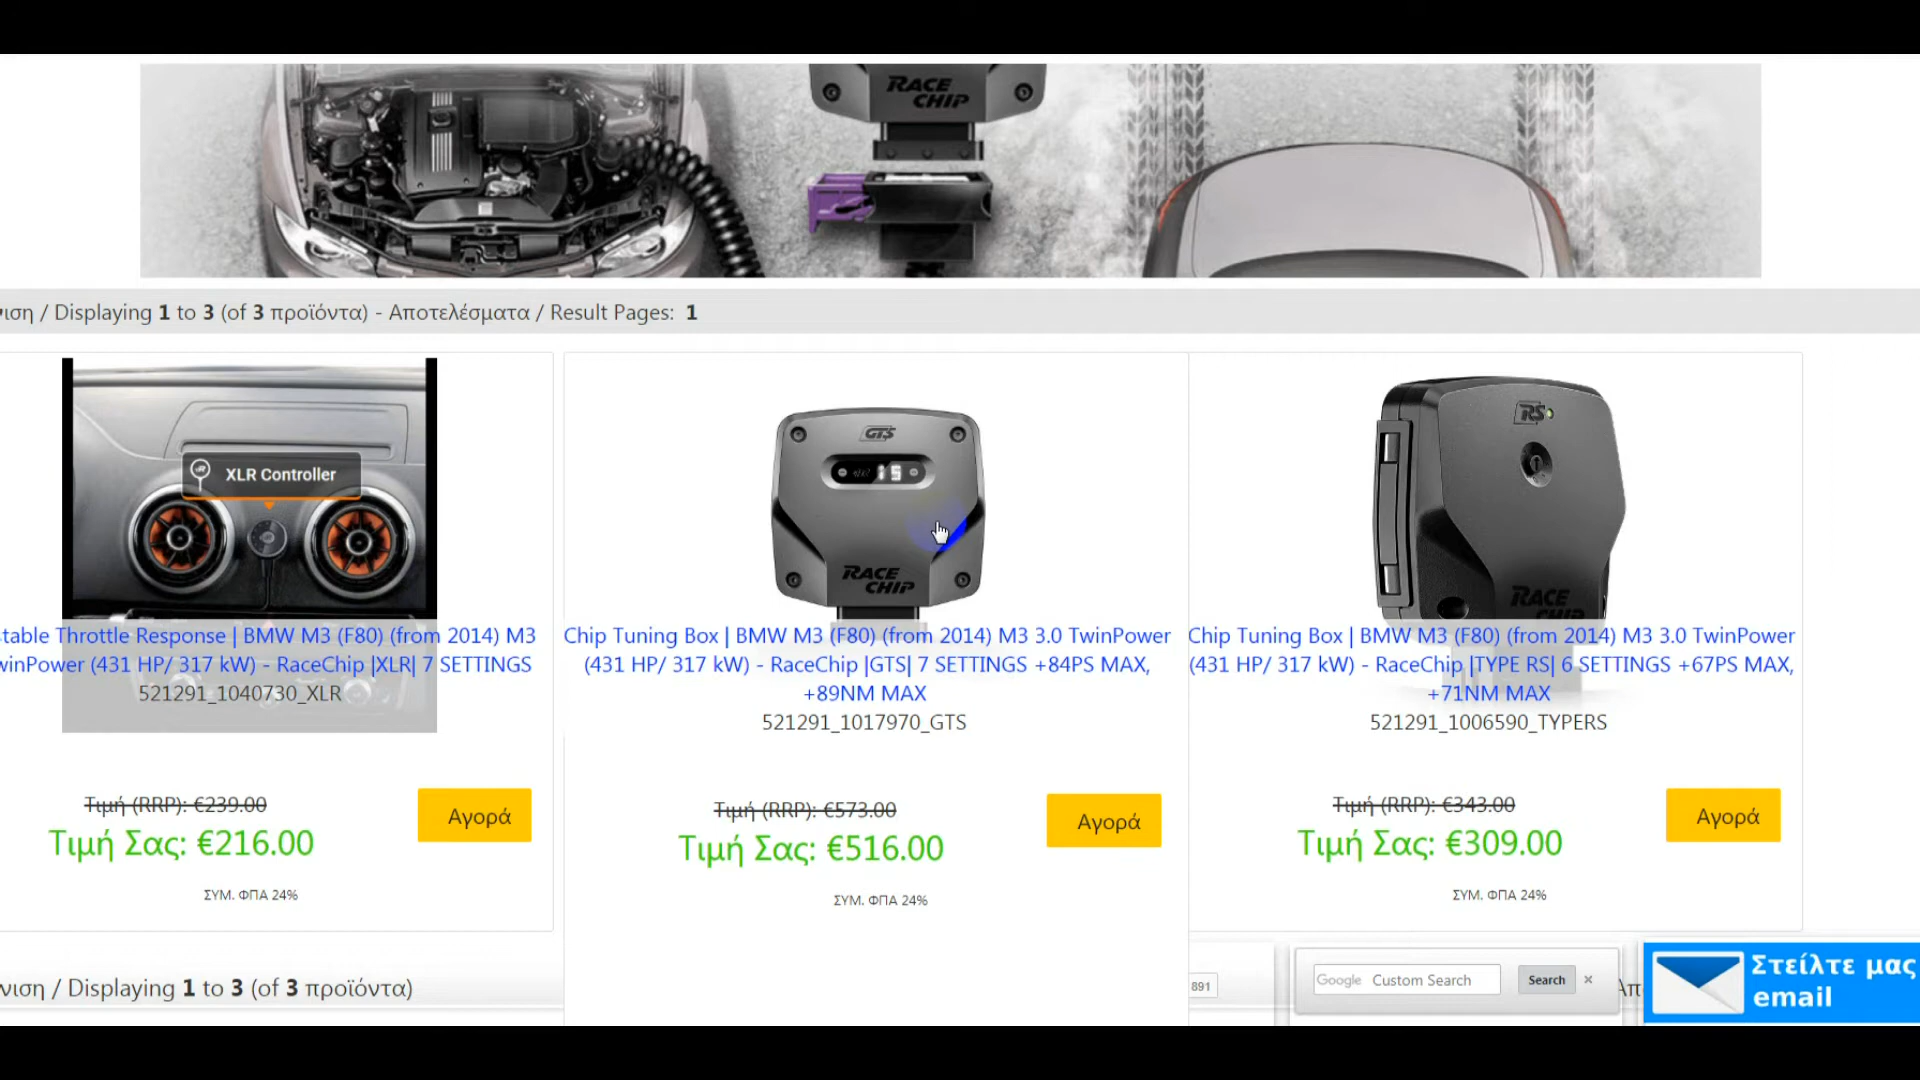 RACE
CHIP
ιση / Displaying 1 to 3 (of 3 προϊόντα) - Αποτελέσματα / Result Pages: 1
XLR Controller
table Throttle Response | BMW M3 (F80) (from 2014) M3
winPower (431 HP/ 317 kW) - RaceChip |XLR| 7 SETTINGS
521291_1040730_XLR
Τιμή (RRP): €239.00
Τιμή Σας: €216.00
Αγορά
ΣΥΜ. ΦΠΑ 24%
GTS
15
RACE
CHIP
Chip Tuning Box | BMW M3 (F80) (from 2014) M3 3.0 TwinPower
(431 HP/ 317 kW) - RaceChip |GTS| 7 SETTINGS +84PS MAX,
+89NM MAX
521291_1017970_GTS
Τιμή (RRP): €573.00
Τιμή Σας: €516.00
Αγορά
ΣΥΜ. ΦΠΑ 24%
RS
RACE
CHIP
Chip Tuning Box | BMW M3 (F80) (from 2014) M3 3.0 TwinPower
(431 HP/ 317 kW) - RaceChip |TYPE RS| 6 SETTINGS +67PS MAX,
+71NM MAX
521291_1006590_TYPERS
Τιμή (RRP): €343.00
Τιμή Σας: €309.00
Αγορά
ΣΥΜ. ΦΠΑ 24%
νιση / Displaying 1 to 3 (of 3 προϊόντα)
891
Google Custom Search
Search ×
Απ
Στείλτε μας
email